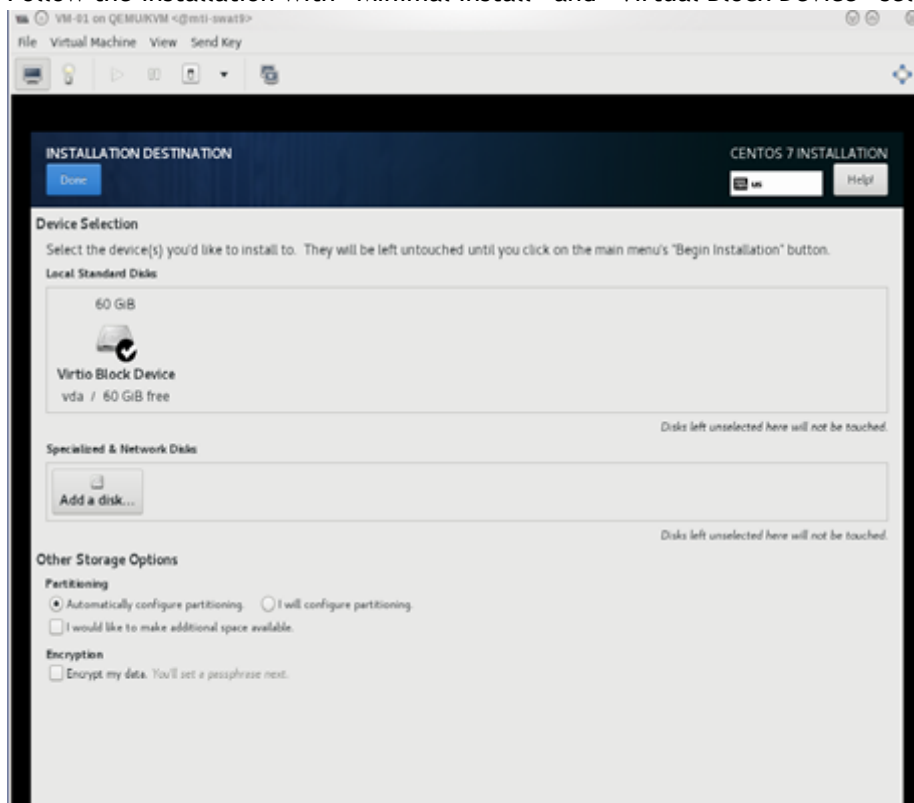 Follow the installation with "Minimal Install" and "Virtual Block Device" sel
VM-01 on QEMU/KVM <@mti-swat9>
File Virtual Machine View Send Key
INSTALLATION DESTINATION
CENTOS 7 INSTALLATION
Done
us
Help!
Device Selection
Select the device(s) you'd like to install to. They will be left untouched until you click on the main menu's "Begin Installation" button.
Local Standard Disks
60 GiB
Virtio Block Device
vda / 60 GiB free
Disks left unselected here will not be touched.
Specialized & Network Disks
Add a disk...
Disks left unselected here will not be touched.
Other Storage Options
Partitioning
Automatically configure partitioning. I will configure partitioning.
I would like to make additional space available.
Encryption
Encrypt my data. You'll set a passphrase next.